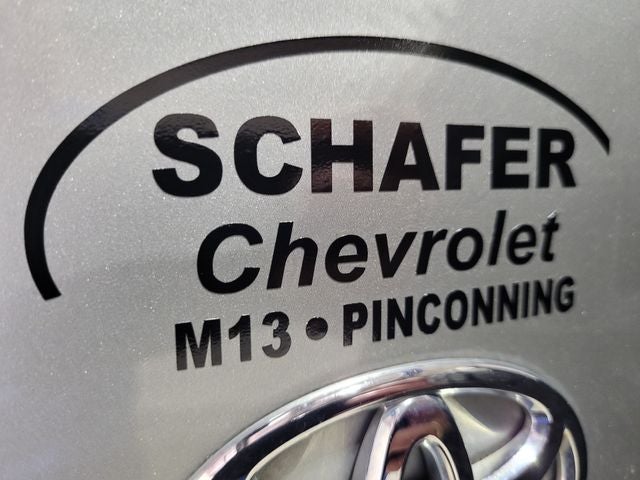 SCHAFER
Chevrolet
M13 • PINCONNING